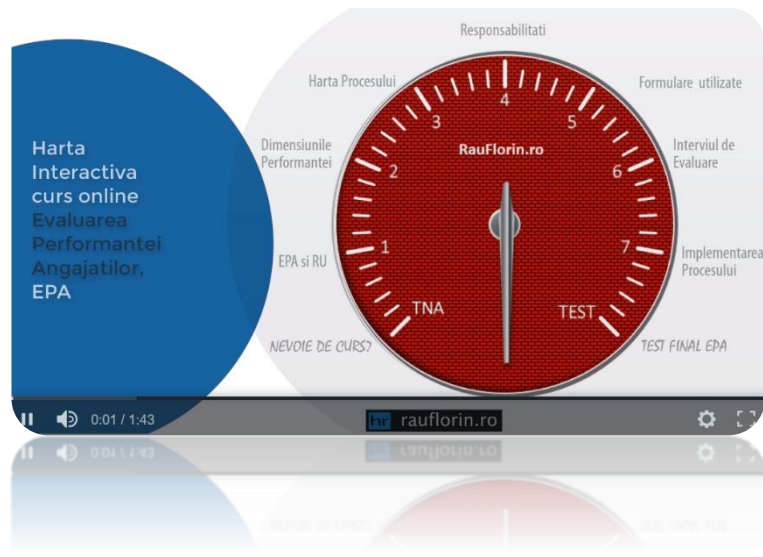 Harta
Interactiva
curs online
Evaluarea
Performantei
Angajatilor,
EPA
Responsabilitati
Harta Procesului
Formulare utilizate
Dimensiunile
Performantei
Interviul de
Evaluare
EPA si RU
Implementarea
Procesului
NEVOIE DE CURS?
TEST FINAL EPA
RauFlorin.ro
TNA
1
2
3
4
5
6
7
TEST
0:01 / 1:43
hr rauflorin.ro